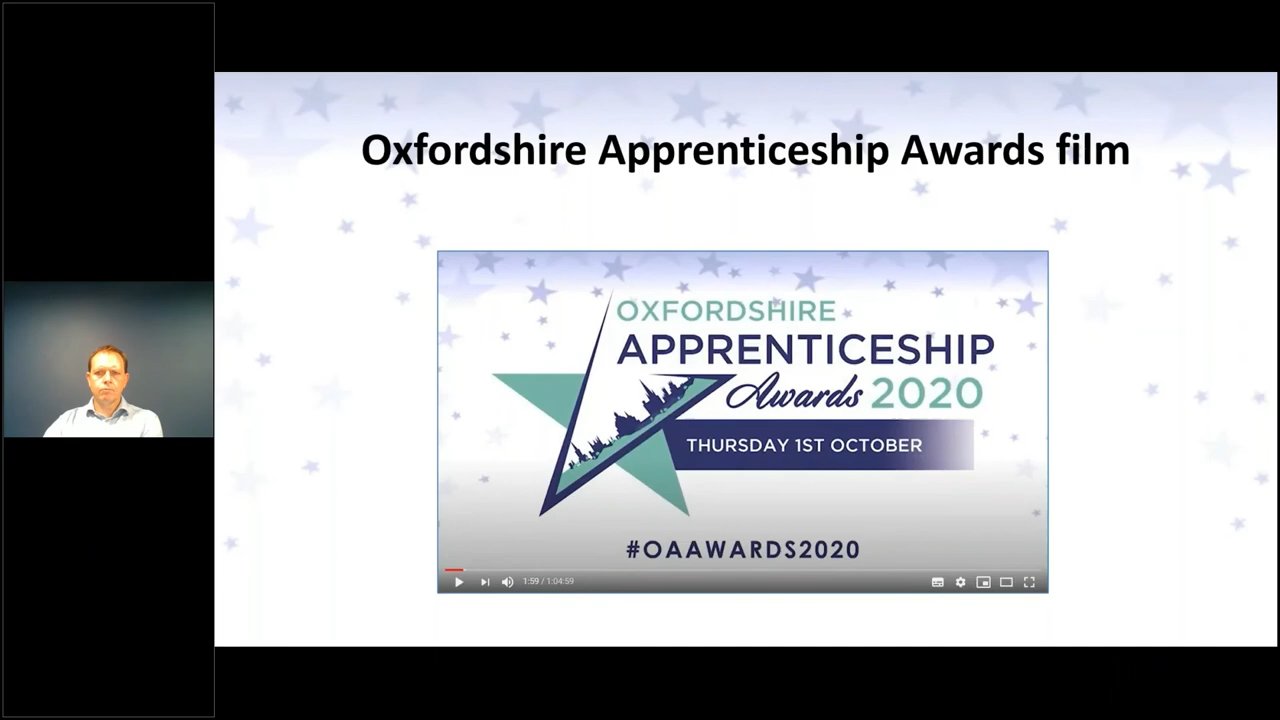 Oxfordshire Apprenticeship Awards film
OXFORDSHIRE
APPRENTICESHIP
Awards 2020
THURSDAY 1ST OCTOBER
#OAAWARDS2020
1:59 / 1:04:59